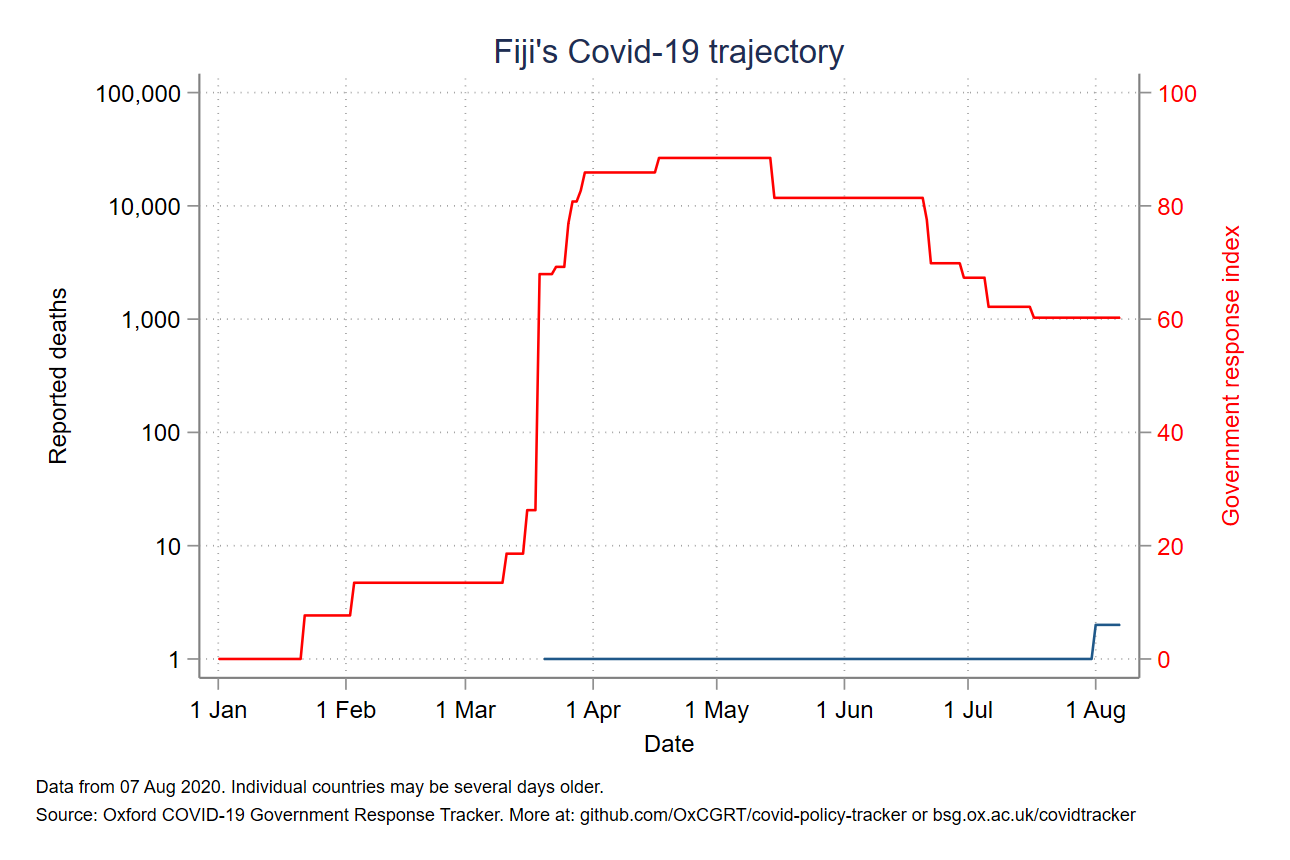 Fiji's Covid-19 trajectory
100,000
10,000
1,000
100
10
1
Reported deaths
100
80
60
40
20
0
Government response index
1 Jan 1 Feb 1 Mar 1 Apr 1 May 1 Jun 1 Jul 1 Aug
Date
Data from 07 Aug 2020. Individual countries may be several days older.
Source: Oxford COVID-19 Government Response Tracker. More at: github.com/OxCGRT/covid-policy-tracker or bsg.ox.ac.uk/covidtracker